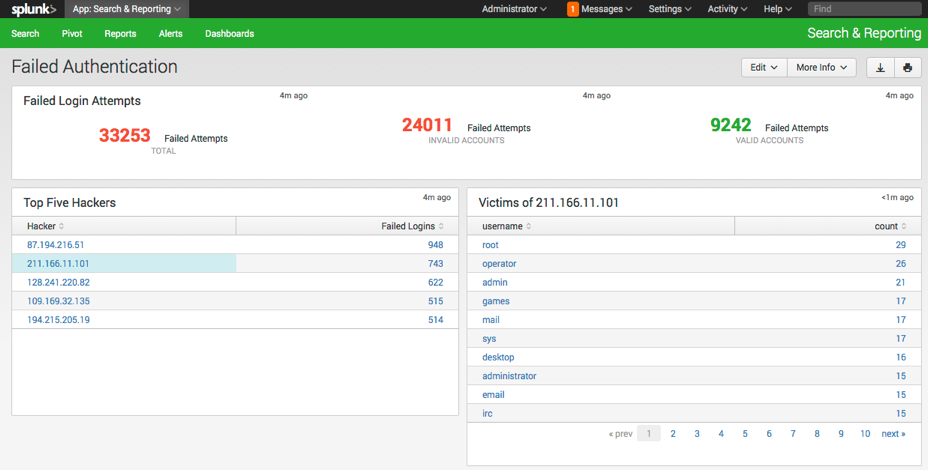 splunk> App: Search & Reporting Administrator 1 Messages Settings Activity Help Find
Search Pivot Reports Alerts Dashboards Search & Reporting
Failed Authentication Edit More Info
Failed Login Attempts 4m ago 4m ago 4m ago
33253 Failed Attempts 24011 Failed Attempts 9242 Failed Attempts
TOTAL INVALID ACCOUNTS VALID ACCOUNTS
Top Five Hackers 4m ago
Hacker Failed Logins
87.194.216.51 948
211.166.11.101 743
128.241.220.82 622
109.169.32.135 515
194.215.205.19 514
Victims of 211.166.11.101 <1m ago
username count
root 29
operator 26
admin 21
games 17
mail 17
sys 17
desktop 16
administrator 15
email 15
irc 15
« prev 1 2 3 4 5 6 7 8 9 10 next »